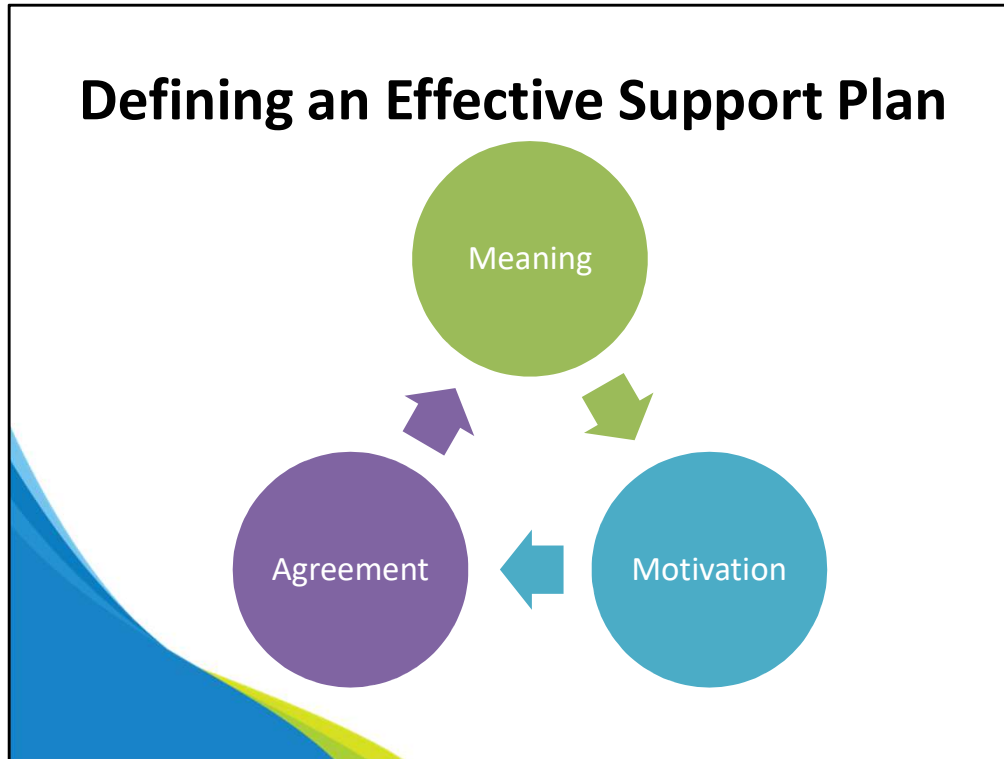 Defining an Effective Support Plan
Meaning
Agreement
Motivation